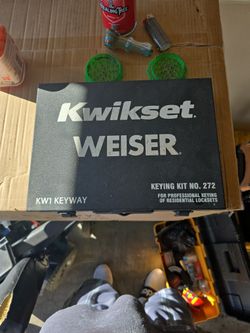 Kwikset
WEISER
KEYING KIT NO. 272
FOR PROFESSIONAL KEYING
OF RESIDENTIAL LOCKSETS
KW1 KEYWAY